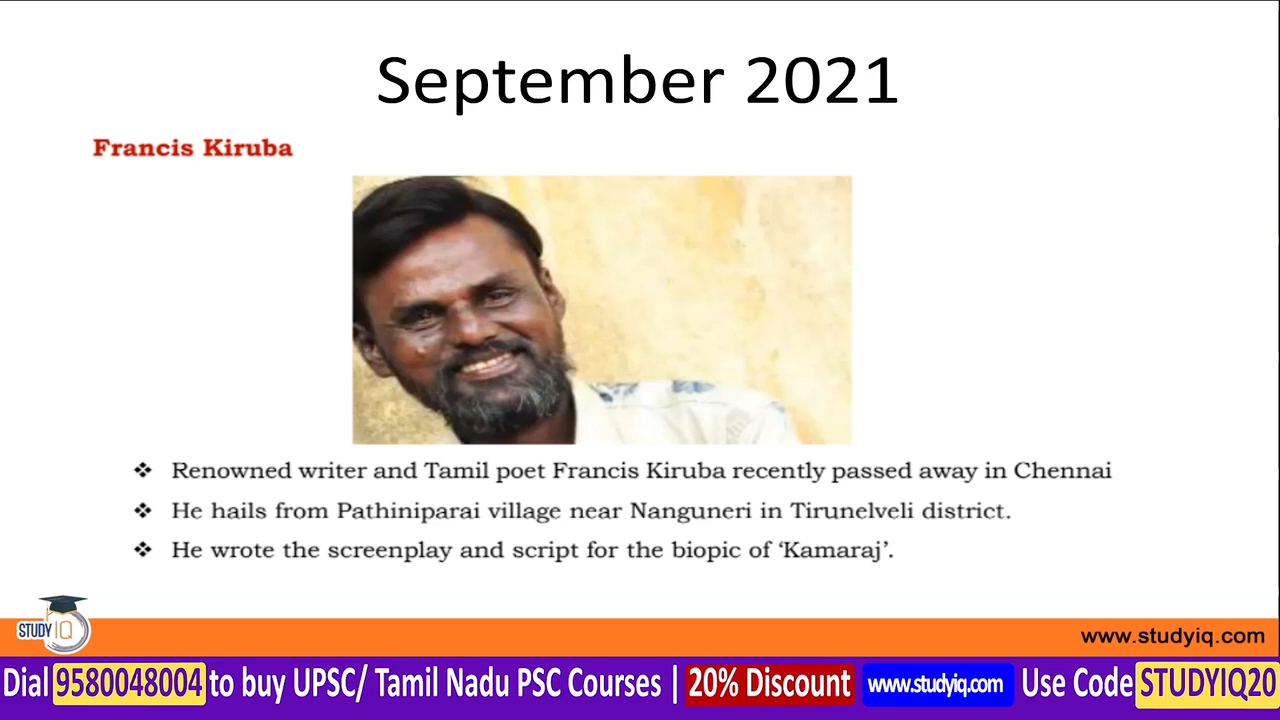 September 2021
Francis Kiruba
❖ Renowned writer and Tamil poet Francis Kiruba recently passed away in Chennai
❖ He hails from Pathiniparai village near Nanguneri in Tirunelveli district.
❖ He wrote the screenplay and script for the biopic of ‘Kamaraj’.
STUDY IQ
www.studyiq.com
Dial 9580048004 to buy UPSC/ Tamil Nadu PSC Courses | 20% Discount www.studyiq.com Use Code STUDYIQ20